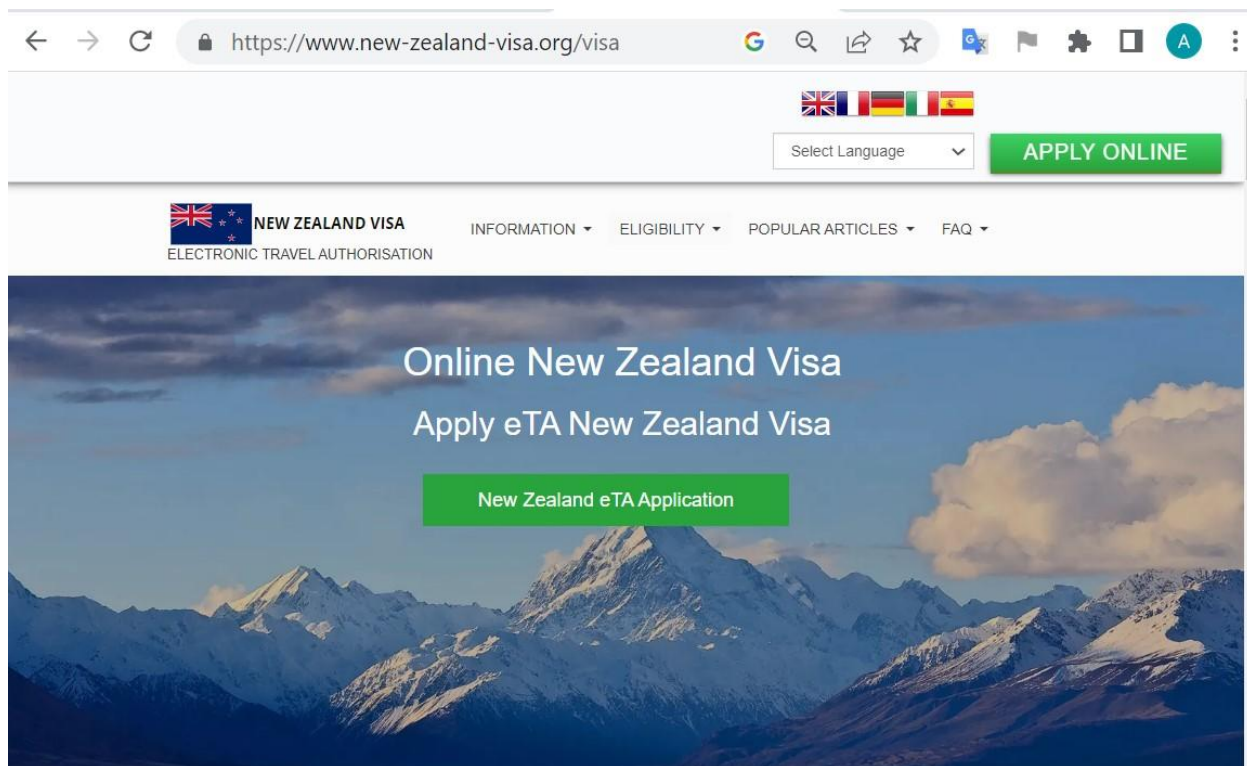 https://www.new-zealand-visa.org/visa
A
Select Language
APPLY ONLINE
NEW ZEALAND VISA
ELECTRONIC TRAVEL AUTHORISATION
INFORMATION
ELIGIBILITY
POPULAR ARTICLES
FAQ
Online New Zealand Visa
Apply eTA New Zealand Visa
New Zealand eTA Application